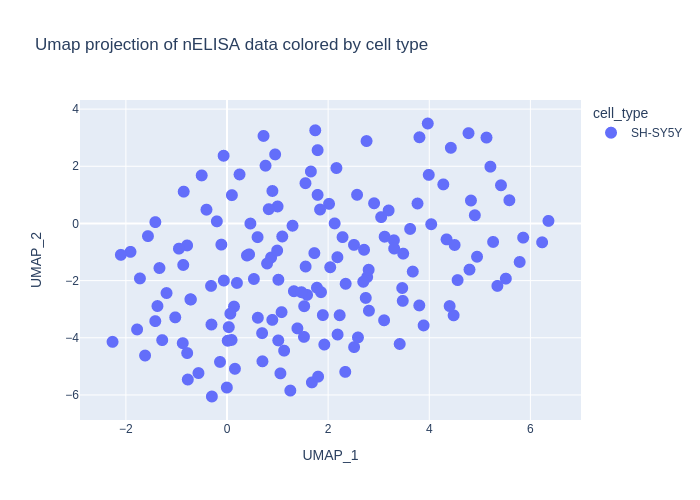 Umap projection of nELISA data colored by cell type
cell_type
SH-SY5Y
4
2
0
−2
−4
−6
UMAP_2
−2
0
2
4
6
UMAP_1